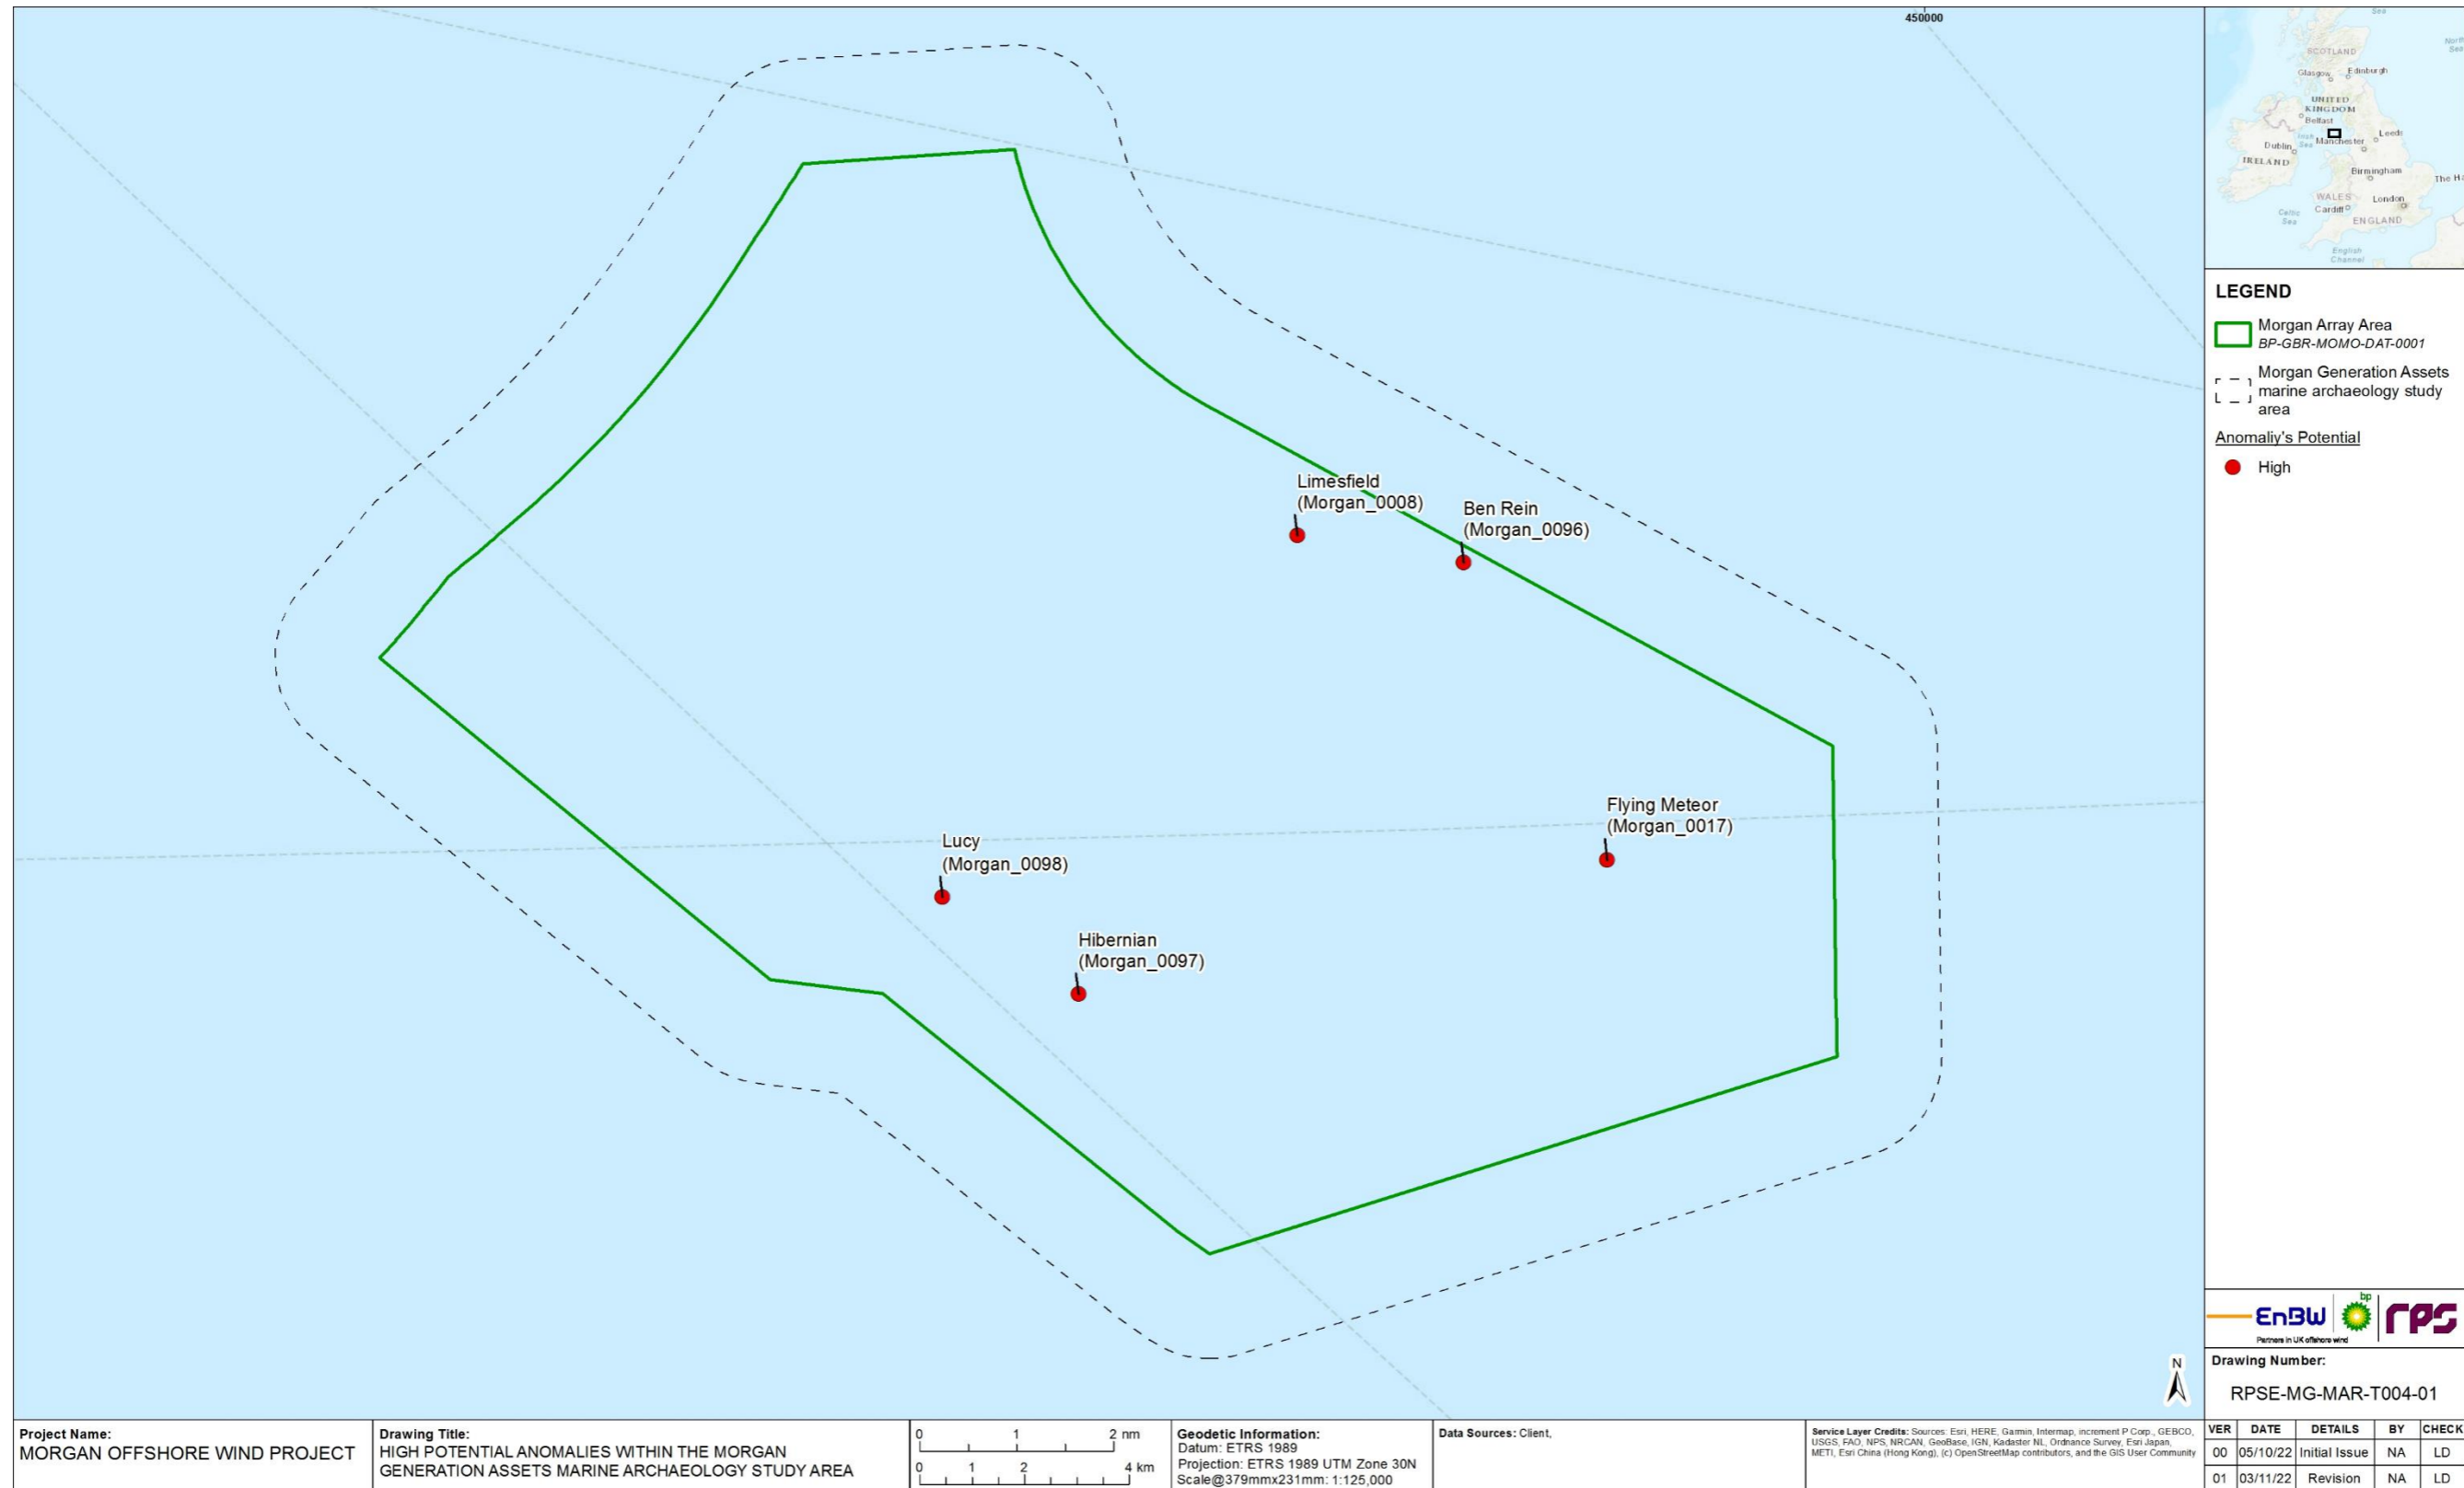 450000
Sea
North
Sea
SCOTLAND
Glasgow
Edinburgh
UNITED
KINGDOM
Belfast
Leeds
Irish
Sea
Manchester
Dublin
IRELAND
Birmingham
WALES
London
Cardiff
Celtic
Sea
ENGLAND
English
Channel
LEGEND
Morgan Array Area
BP-GBR-MOMO-DAT-0001
Morgan Generation Assets
marine archaeology study
area
Anomaliy's Potential
High
Limesfield
(Morgan_0008)
Ben Rein
(Morgan_0096)
Flying Meteor
(Morgan_0017)
Lucy
(Morgan_0098)
Hibernian
(Morgan_0097)
N
EnBW
bp
rps
Partners in UK offshore wind
Drawing Number:
RPSE-MG-MAR-T004-01
Project Name:
MORGAN OFFSHORE WIND PROJECT
Drawing Title:
HIGH POTENTIAL ANOMALIES WITHIN THE MORGAN
GENERATION ASSETS MARINE ARCHAEOLOGY STUDY AREA
0 1 2 nm
0 1 2 4 km
Geodetic Information:
Datum: ETRS 1989
Projection: ETRS 1989 UTM Zone 30N
Scale@379mmx231mm: 1:125,000
Data Sources: Client,
Service Layer Credits: Sources: Esri, HERE, Garmin, Intermap, increment P Corp., GEBCO,
USGS, FAO, NPS, NRCAN, GeoBase, IGN, Kadaster NL, Ordnance Survey, Esri Japan,
METI, Esri China (Hong Kong), (c) OpenStreetMap contributors, and the GIS User Community
VER DATE DETAILS BY CHECK
00 05/10/22 Initial Issue NA LD
01 03/11/22 Revision NA LD